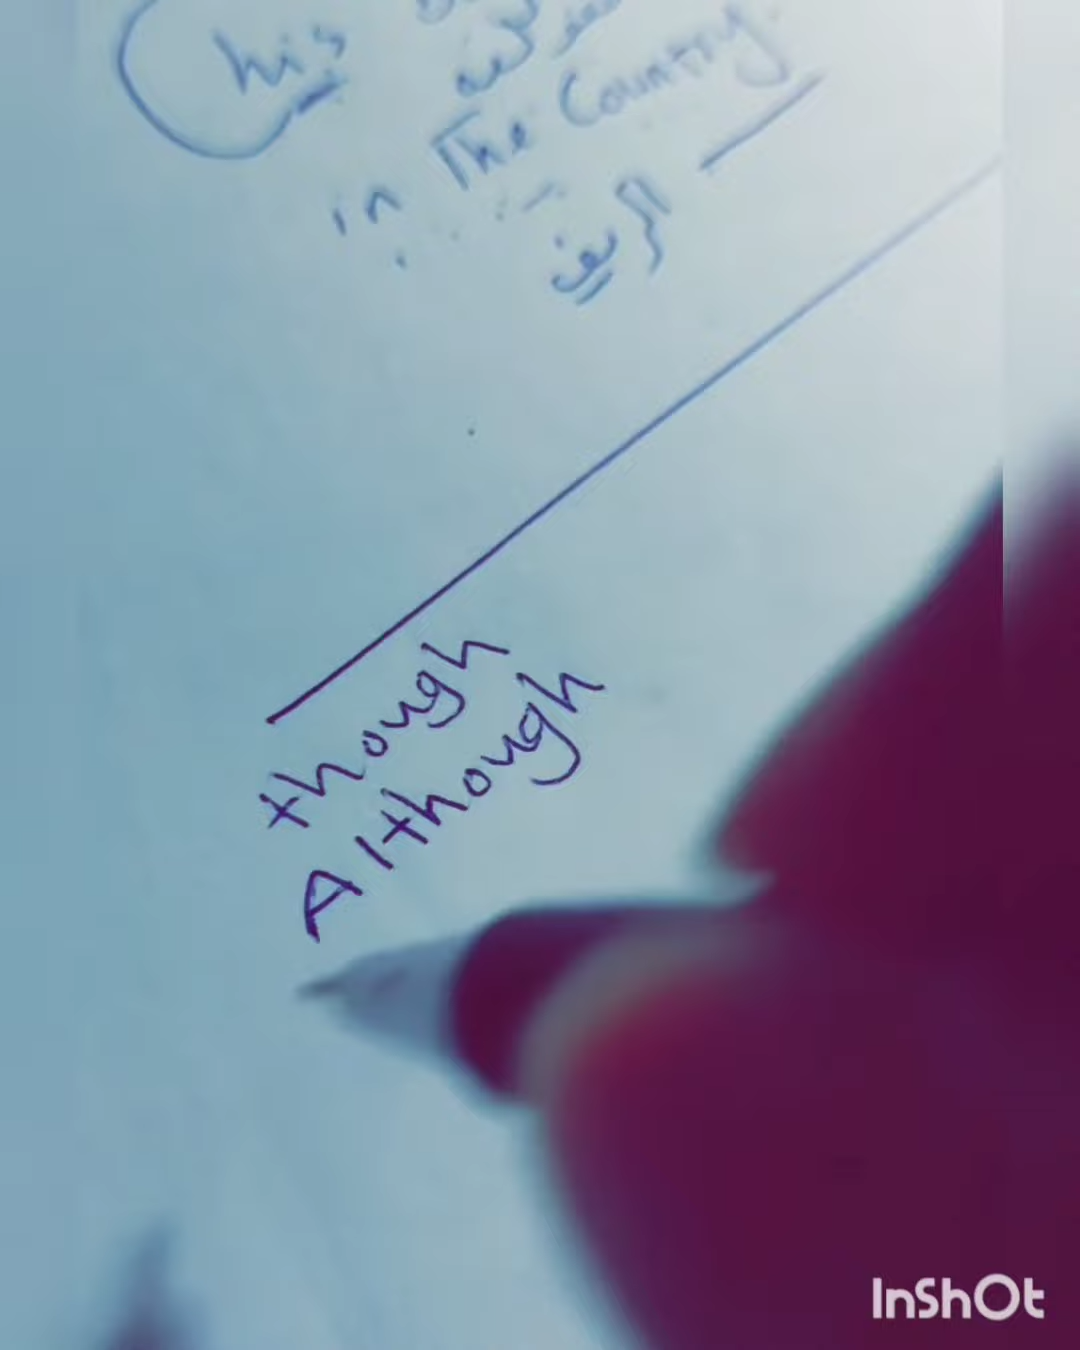 his
in The Country.
الريف
though
Although
InShOt